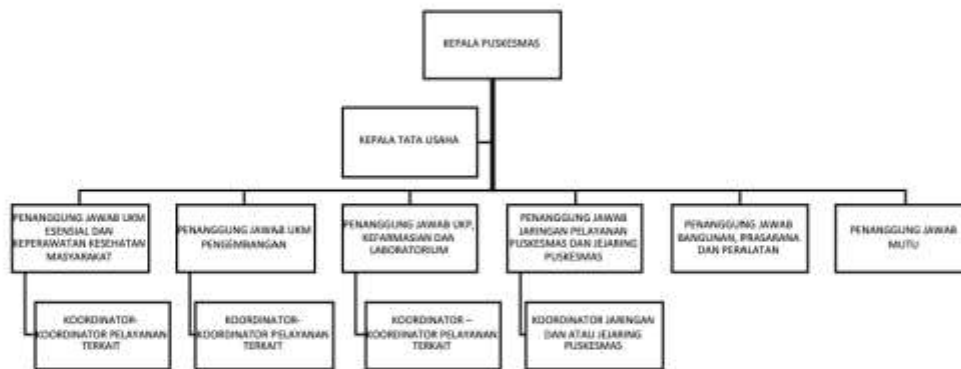 KEPALA PUSKESMAS
KEPALA TATA USAHA
PENANGGUNG JAWAB UKM
ESENSIAL DAN
KEPERAWATAN KESEHATAN
MASYARAKAT
PENANGGUNG JAWAB UKM
PENGEMBANGAN
PENANGGUNG JAWAB UKP,
KEFARMASIAN DAN
LABORATORIUM
PENANGGUNG JAWAB
JARINGAN PELAYANAN
PUSKESMAS DAN JEJARING
PUSKESMAS
PENANGGUNG JAWAB
BANGUNAN, PRASARANA
DAN PERALATAN
PENANGGUNG JAWAB
MUTU
KOORDINATOR-
KOORDINATOR PELAYANAN
TERKAIT
KOORDINATOR-
KOORDINATOR PELAYANAN
TERKAIT
KOORDINATOR –
KOORDINATOR PELAYANAN
TERKAIT
KOORDINATOR JARINGAN
DAN ATAU JEJARING
PUSKESMAS